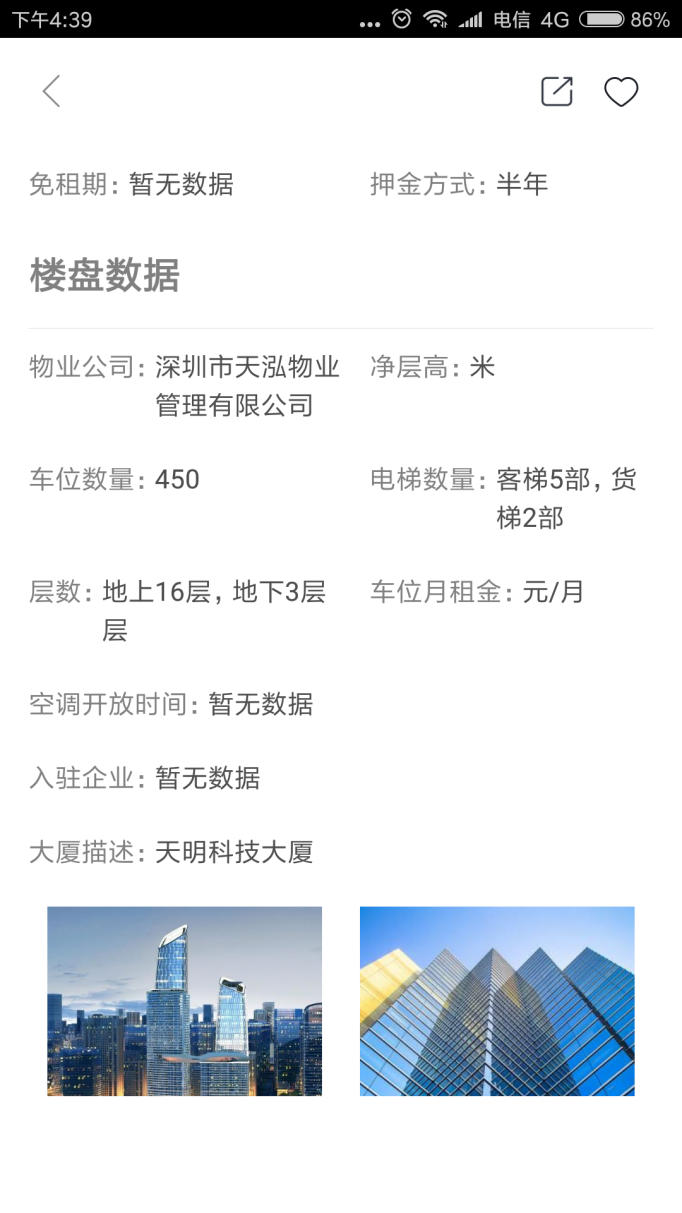 下午4:39
... 电信 4G 86%
免租期：暂无数据
押金方式：半年
楼盘数据
物业公司：深圳市天泓物业
管理有限公司
净层高：米
车位数量：450
电梯数量：客梯5部，货
梯2部
层数：地上16层，地下3层
层
车位月租金：元/月
空调开放时间：暂无数据
入驻企业：暂无数据
大厦描述：天明科技大厦